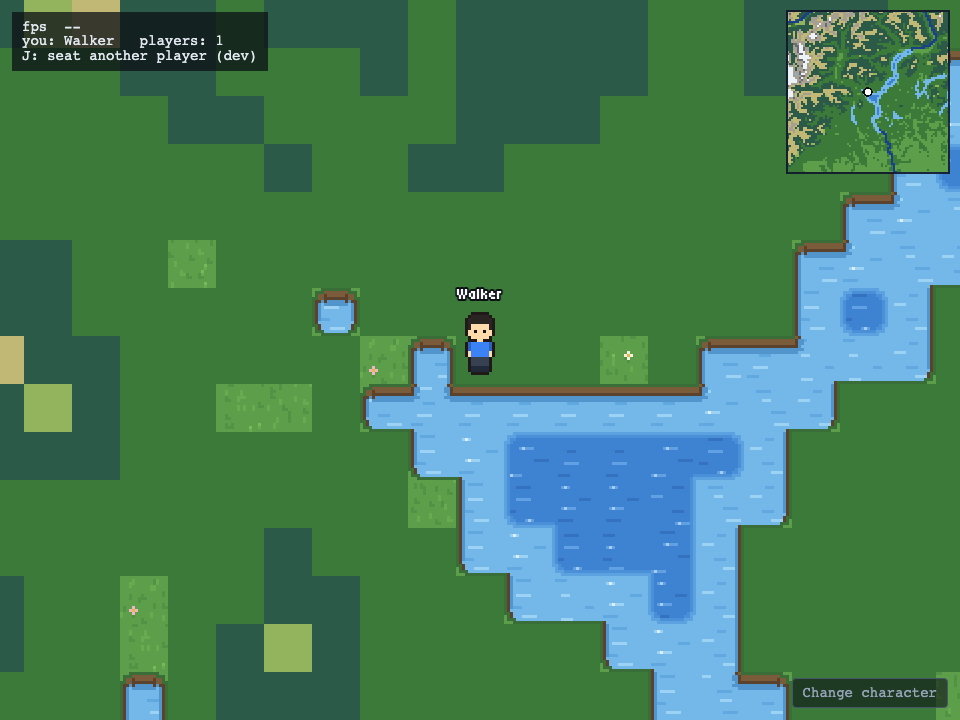 fps  --
you: Walker   players: 1
J: seat another player (dev)
Walker
Change character